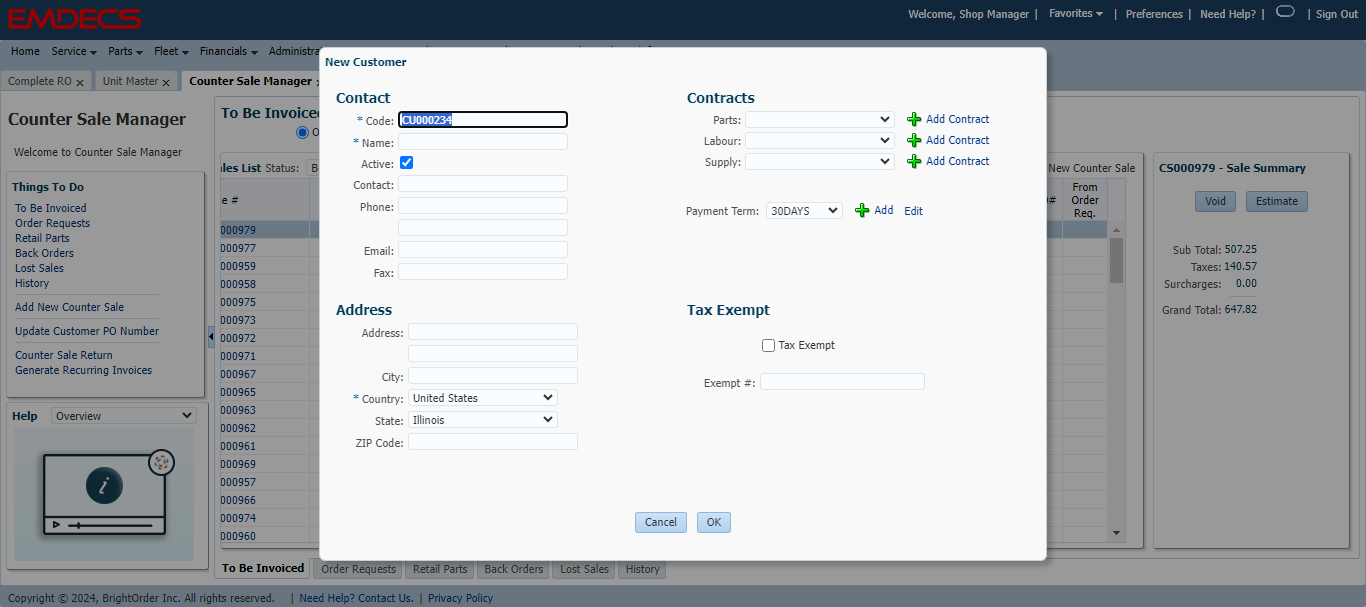 EMDECS
Welcome, Shop Manager | Favorites | Preferences | Need Help? | | Sign Out
Home Service Parts Fleet Financials Administra
Complete RO × Unit Master × Counter Sale Manager
Counter Sale Manager
Welcome to Counter Sale Manager
Things To Do
To Be Invoiced
Order Requests
Retail Parts
Back Orders
Lost Sales
History
Add New Counter Sale
Update Customer PO Number
Counter Sale Return
Generate Recurring Invoices
Help Overview
To Be Invoice
ales List Status:
e #
000979
000977
000959
000958
000975
000973
000972
000971
000967
000965
000963
000962
000961
000969
000957
000966
000974
000960
New Customer
Contact
* Code: CU000234
* Name:
Active:
Contact:
Phone:
Email:
Fax:
Address
Address:
City:
* Country: United States
State: Illinois
ZIP Code:
Contracts
Parts: Add Contract
Labour: Add Contract
Supply: Add Contract
Payment Term: 30DAYS Add Edit
Tax Exempt
Tax Exempt
Exempt #:
Cancel OK
New Counter Sale
From
Order
Req.
CS000979 - Sale Summary
Void Estimate
Sub Total: 507.25
Taxes: 140.57
Surcharges: 0.00
Grand Total: 647.82
To Be Invoiced Order Requests Retail Parts Back Orders Lost Sales History
Copyright © 2024, BrightOrder Inc. All rights reserved. | Need Help? Contact Us. | Privacy Policy